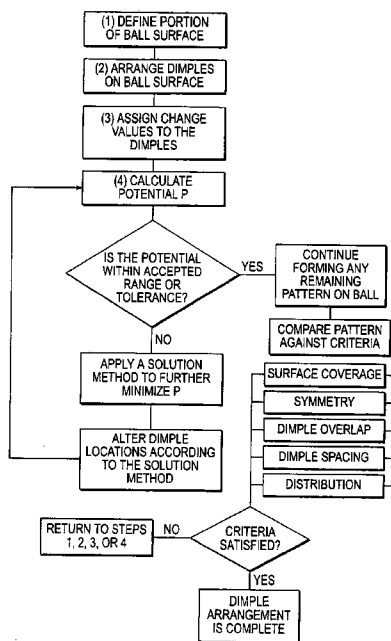 (1) DEFINE PORTION
OF BALL SURFACE
(2) ARRANGE DIMPLES
ON BALL SURFACE
(3) ASSIGN CHANGE
VALUES TO THE
DIMPLES
(4) CALCULATE
POTENTIAL P
IS THE POTENTIAL
WITHIN ACCEPTED
RANGE OR
TOLERANCE?
YES
CONTINUE
FORMING ANY
REMAINING
PATTERN ON BALL
COMPARE PATTERN
AGAINST CRITERIA
NO
APPLY A SOLUTION
METHOD TO FURTHER
MINIMIZE P
ALTER DIMPLE
LOCATIONS ACCORDING
TO THE SOLUTION
METHOD
SURFACE COVERAGE
SYMMETRY
DIMPLE OVERLAP
DIMPLE SPACING
DISTRIBUTION
CRITERIA
SATISFIED?
NO
RETURN TO STEPS
1, 2, 3, OR 4
YES
DIMPLE
ARRANGEMENT
IS COMPLETE